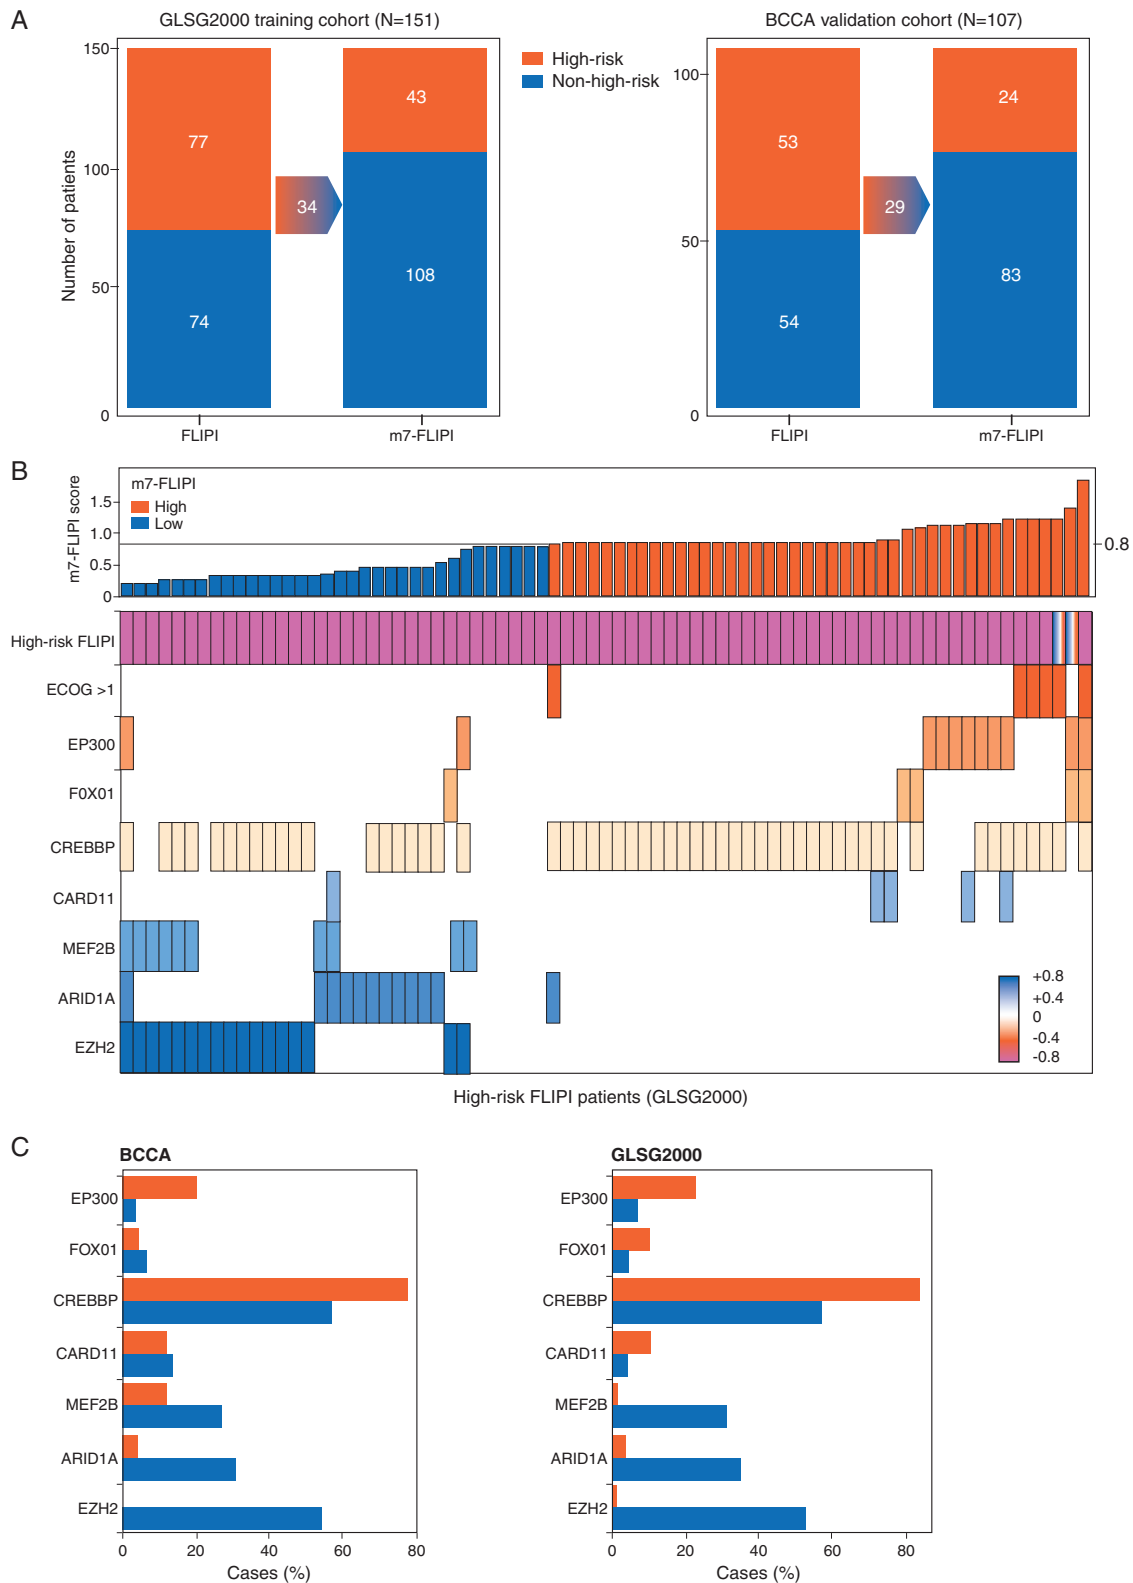 A
GLSG2000 training cohort (N=151)
BCCA validation cohort (N=107)
High-risk
Non-high-risk
Number of patients
150
100
50
0
77
74
34
43
108
FLIPI
m7-FLIPI
100
50
0
53
54
29
24
83
FLIPI
m7-FLIPI
B
m7-FLIPI score
1.5
1.0
0.5
0
m7-FLIPI
High
Low
0.8
High-risk FLIPI
ECOG >1
EP300
F0X01
CREBBP
CARD11
MEF2B
ARID1A
EZH2
+0.8
+0.4
0
-0.4
-0.8
High-risk FLIPI patients (GLSG2000)
C
BCCA
EP300
FOX01
CREBBP
CARD11
MEF2B
ARID1A
EZH2
0 20 40 60 80
Cases (%)
GLSG2000
EP300
FOX01
CREBBP
CARD11
MEF2B
ARID1A
EZH2
0 20 40 60 80
Cases (%)